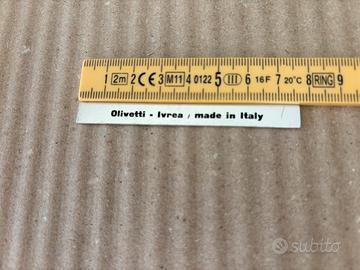 1 2m 2 CE 3 M11 4 0122 5 III 6 16F 7 20°C 8 RING 9
Olivetti - Ivrea / made in Italy
subito